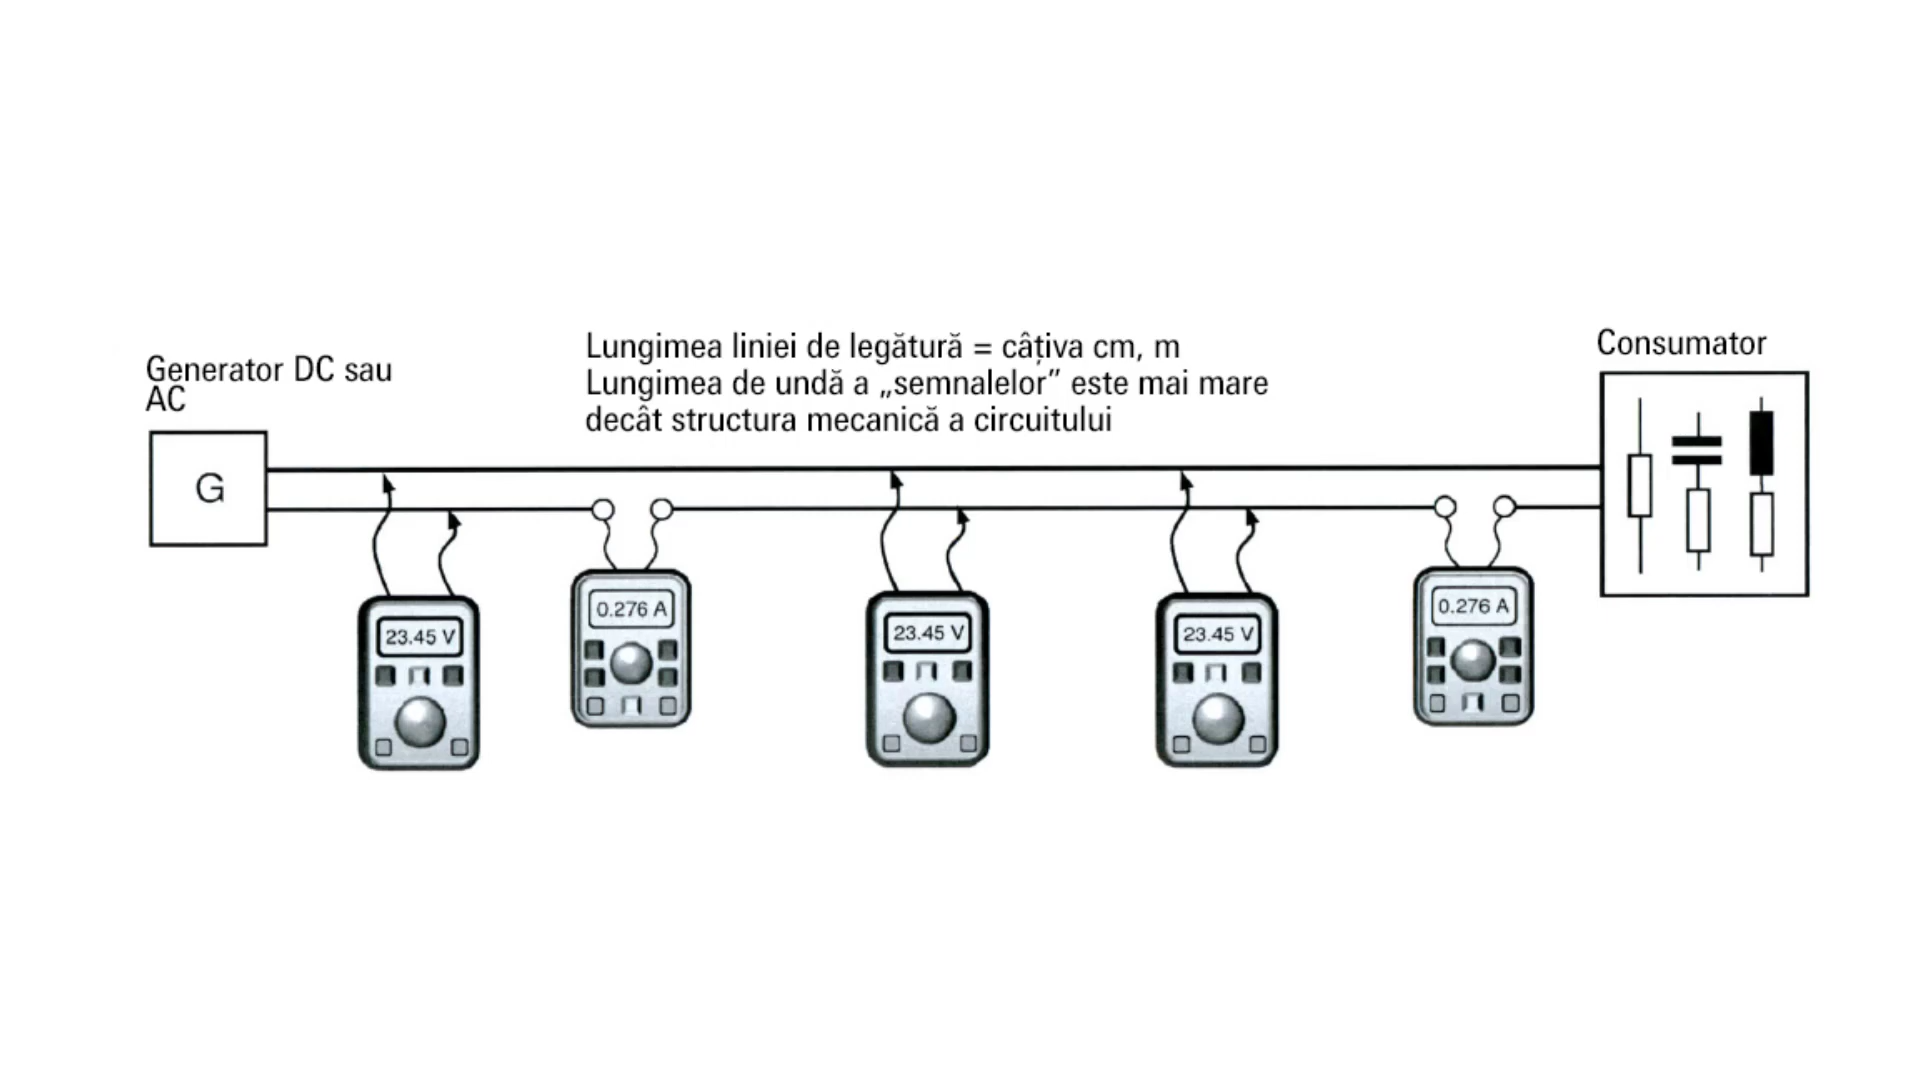 Generator DC sau
AC
Lungimea liniei de legătură = câțiva cm, m
Lungimea de undă a „semnalelor” este mai mare
decât structura mecanică a circuitului
Consumator
G
23.45 V
0.276 A
23.45 V
23.45 V
0.276 A